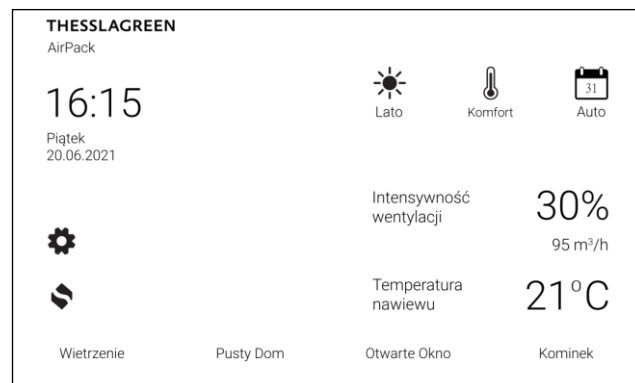 THESSLAGREEN
AirPack
16:15
Piątek
20.06.2021
31
Lato
Komfort
Auto
Intensywność
wentylacji
30%
95 m³/h
Temperatura
nawiewu
21°C
Wietrzenie
Pusty Dom
Otwarte Okno
Kominek